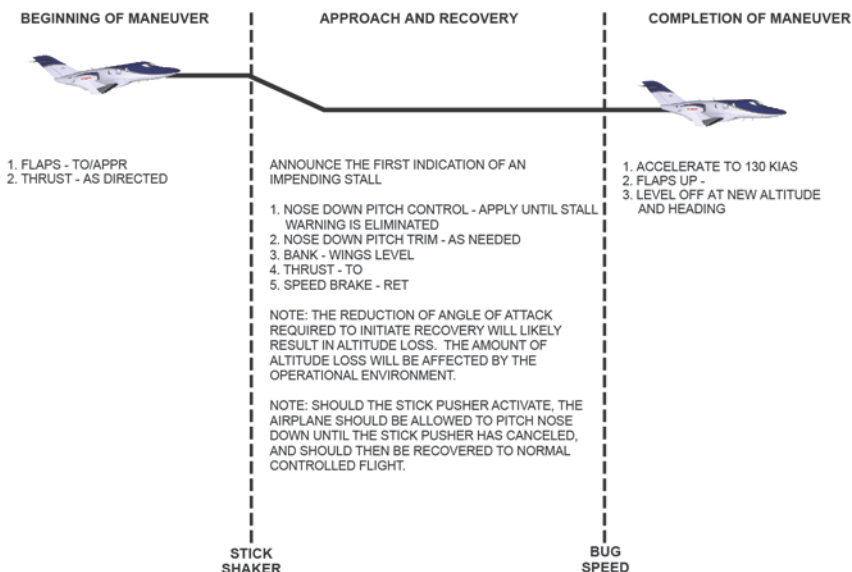 BEGINNING OF MANEUVER
APPROACH AND RECOVERY
COMPLETION OF MANEUVER
1. FLAPS - TO/APPR
2. THRUST - AS DIRECTED
ANNOUNCE THE FIRST INDICATION OF AN
IMPENDING STALL
1. NOSE DOWN PITCH CONTROL - APPLY UNTIL STALL
WARNING IS ELIMINATED
2. NOSE DOWN PITCH TRIM - AS NEEDED
3. BANK - WINGS LEVEL
4. THRUST - TO
5. SPEED BRAKE - RET
NOTE: THE REDUCTION OF ANGLE OF ATTACK
REQUIRED TO INITIATE RECOVERY WILL LIKELY
RESULT IN ALTITUDE LOSS. THE AMOUNT OF
ALTITUDE LOSS WILL BE AFFECTED BY THE
OPERATIONAL ENVIRONMENT.
NOTE: SHOULD THE STICK PUSHER ACTIVATE, THE
AIRPLANE SHOULD BE ALLOWED TO PITCH NOSE
DOWN UNTIL THE STICK PUSHER HAS CANCELED,
AND SHOULD THEN BE RECOVERED TO NORMAL
CONTROLLED FLIGHT.
1. ACCELERATE TO 130 KIAS
2. FLAPS UP -
3. LEVEL OFF AT NEW ALTITUDE
AND HEADING
STICK
SHAKER
BUG
SPEED